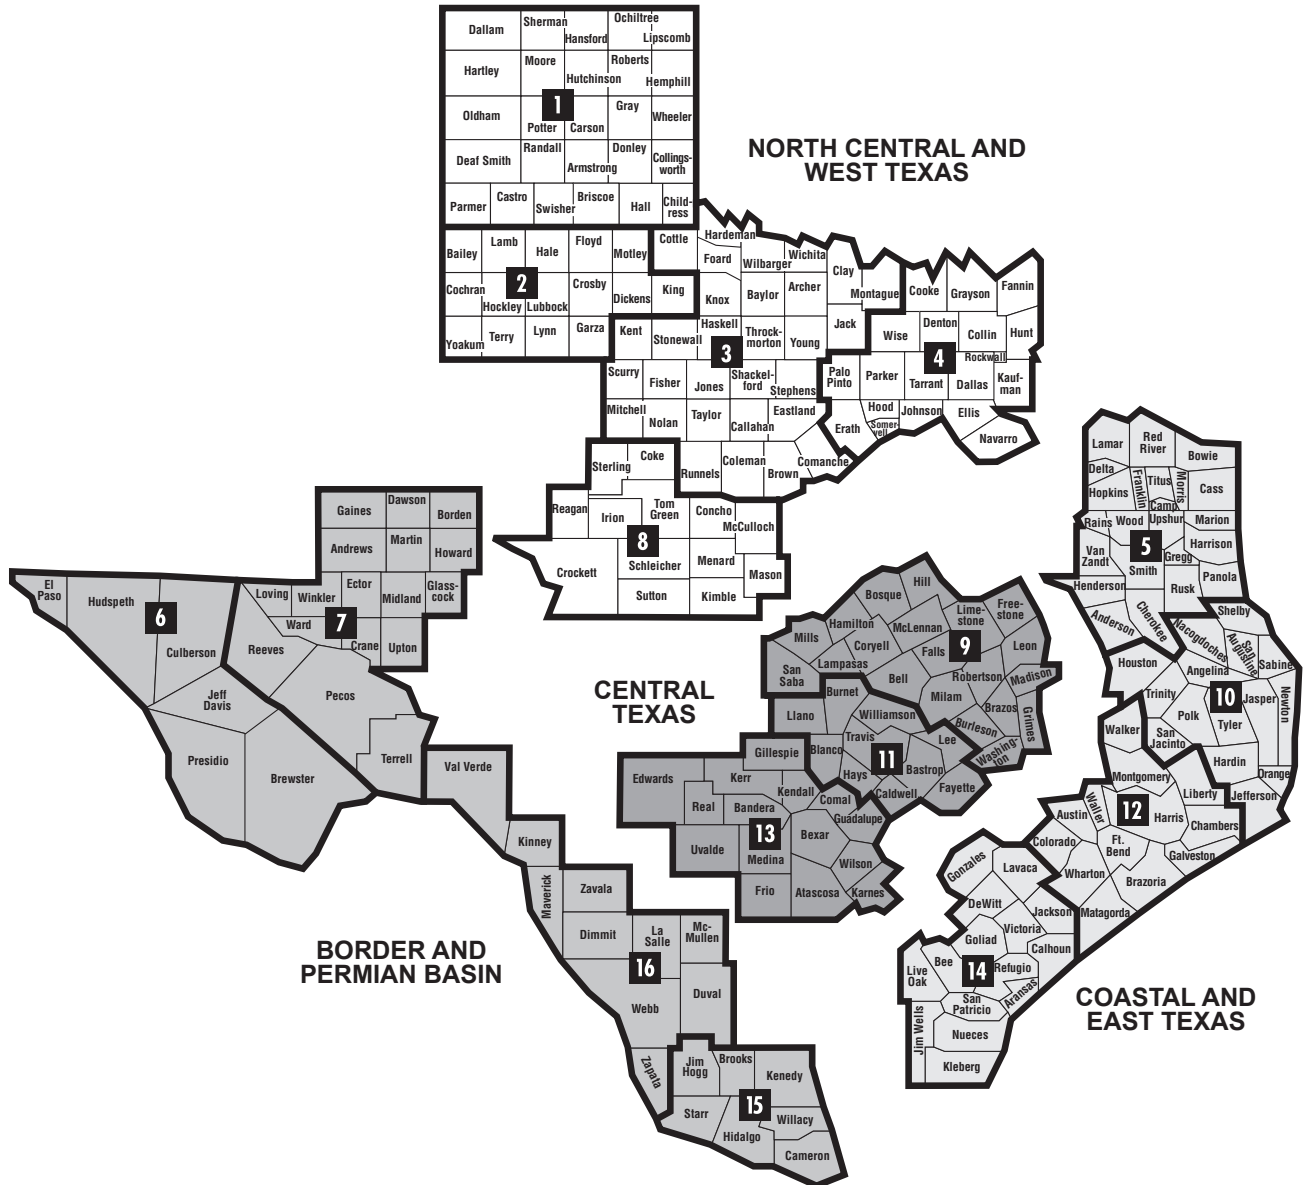 Dallam
Sherman
Hansford
Ochiltree
Lipscomb
Hartley
Moore
Hutchinson
Roberts
Hemphill
Oldham
1
Potter
Carson
Gray
Wheeler
Deaf Smith
Randall
Armstrong
Donley
Collings-
worth
Parmer
Castro
Swisher
Briscoe
Hall
Child-
ress
NORTH CENTRAL AND
WEST TEXAS
Bailey
Lamb
Hale
Floyd
Motley
Cochran
2
Hockley
Lubbock
Crosby
Dickens
Yoakum
Terry
Lynn
Garza
Cottle
Hardeman
Foard
Wilbarger
Wichita
Clay
Montague
King
Knox
Baylor
Archer
Jack
Kent
Stonewall
Haskell
3
Throck-
morton
Young
Scurry
Fisher
Jones
Shackel-
ford
Stephens
Mitchell
Nolan
Taylor
Callahan
Eastland
Runnels
Coleman
Brown
Comanche
Cooke
Grayson
Fannin
Wise
Denton
Collin
Hunt
4
Rockwall
Palo
Pinto
Parker
Tarrant
Dallas
Kauf-
man
Erath
Hood
Somer-
vell
Johnson
Ellis
Navarro
Lamar
Red
River
Bowie
Delta
Hopkins
Franklin
Titus
Morris
Cass
Camp
Rains
Wood
Upshur
Marion
5
Van
Zandt
Smith
Gregg
Harrison
Henderson
Rusk
Panola
Anderson
Cherokee
Sterling
Coke
Reagan
Irion
Tom
Green
Concho
McCulloch
8
Crockett
Schleicher
Menard
Mason
Sutton
Kimble
Gaines
Dawson
Borden
Andrews
Martin
Howard
Loving
Winkler
Ector
Midland
Glass-
cock
Ward
7
Crane
Upton
Reeves
Pecos
Terrell
El
Paso
Hudspeth
6
Culberson
Jeff
Davis
Presidio
Brewster
Hill
Bosque
Lime-
stone
Free-
stone
Hamilton
McLennan
Mills
Coryell
Falls
9
Leon
San
Saba
Lampasas
Bell
Robertson
Madison
Milam
Brazos
Grimes
Burleson
Washing-
ton
CENTRAL
TEXAS
Burnet
Llano
Williamson
Blanco
Travis
Lee
11
Hays
Bastrop
Caldwell
Fayette
Gillespie
Edwards
Kerr
Real
Bandera
Kendall
Comal
Guadalupe
13
Bexar
Uvalde
Medina
Wilson
Frio
Atascosa
Karnes
Shelby
Nacogdoches
San
Augustine
Sabine
Houston
Angelina
Trinity
10
Jasper
Newton
Polk
Tyler
San
Jacinto
Hardin
Orange
Jefferson
Walker
Montgomery
Liberty
Austin
Waller
12
Harris
Chambers
Colorado
Ft.
Bend
Galveston
Wharton
Brazoria
Matagorda
Gonzales
Lavaca
DeWitt
Jackson
Victoria
Goliad
Calhoun
Bee
14
Refugio
Live
Oak
San
Patricio
Aransas
Jim Wells
Nueces
Kleberg
COASTAL AND
EAST TEXAS
Val Verde
Kinney
Maverick
Zavala
Dimmit
La
Salle
Mc-
Mullen
16
Webb
Duval
Zapata
BORDER AND
PERMIAN BASIN
Jim
Hogg
Brooks
Kenedy
15
Starr
Willacy
Hidalgo
Cameron